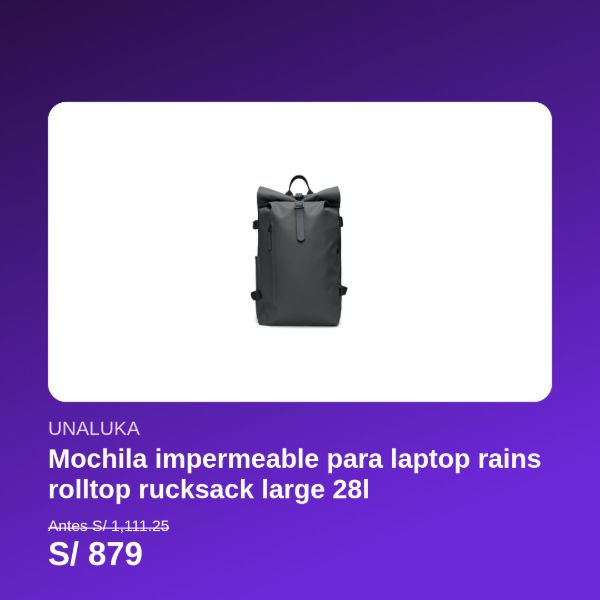 UNALUKA
Mochila impermeable para laptop rains
rolltop rucksack large 28l
Antes S/ 1,111.25
S/ 879